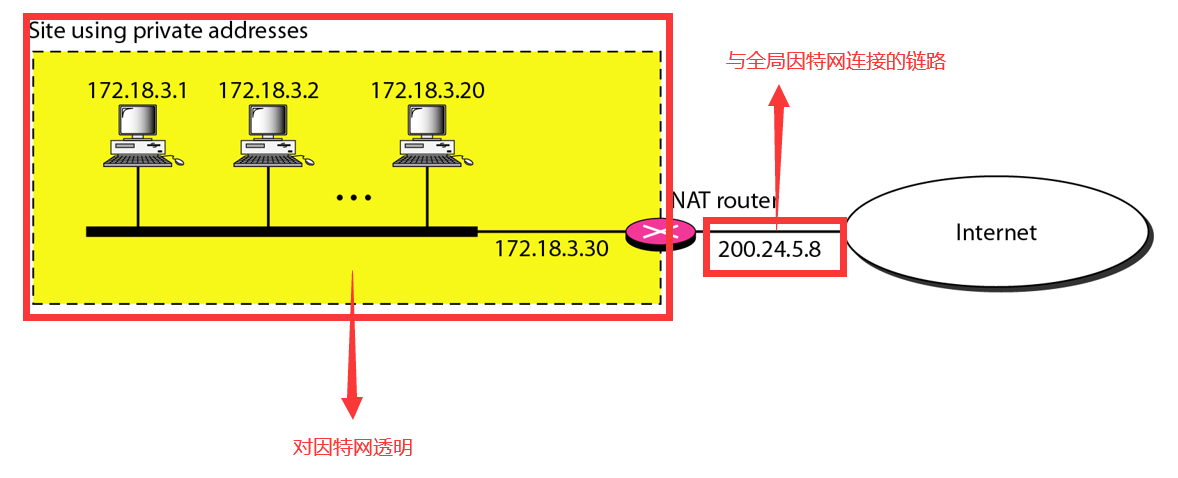 Site using private addresses
与全局因特网连接的链路
172.18.3.1 172.18.3.2 172.18.3.20
...
NAT router
172.18.3.30
200.24.5.8
Internet
对因特网透明